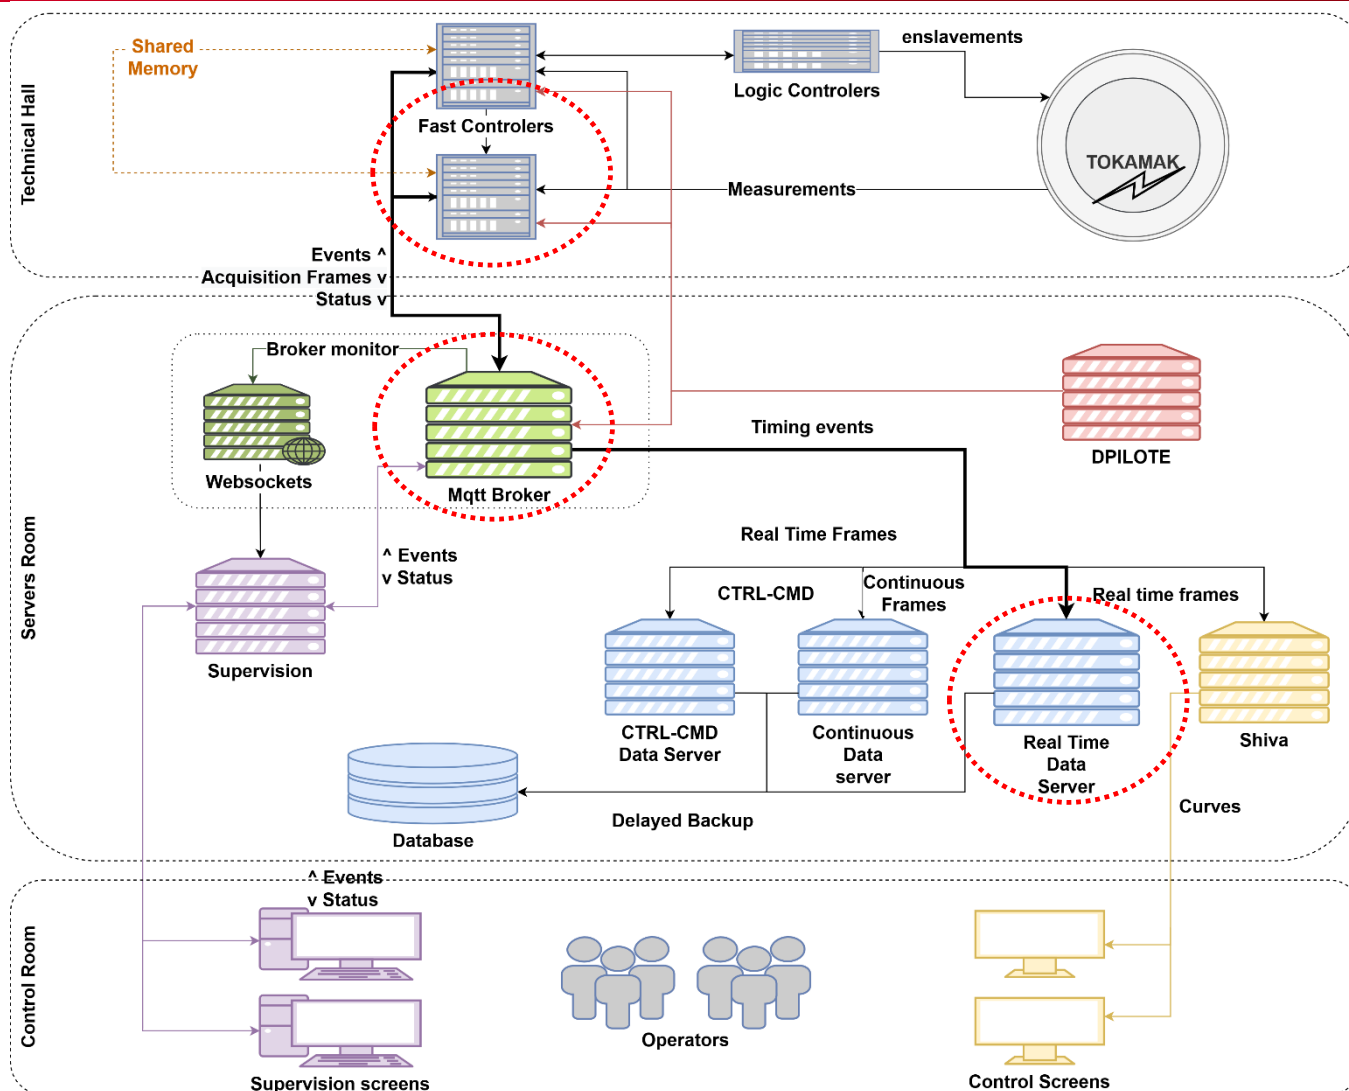 Technical Hall
Shared
Memory
Fast Controlers
Logic Controlers
enslavements
TOKAMAK
Measurements
Events ^
Acquisition Frames v
Status v
Servers Room
Broker monitor
Websockets
Mqtt Broker
Timing events
DPILOTE
^ Events
v Status
Supervision
Real Time Frames
CTRL-CMD
Continuous
Frames
Real time frames
CTRL-CMD
Data Server
Continuous
Data
server
Real Time
Data
Server
Shiva
Database
Delayed Backup
Curves
Control Room
^ Events
v Status
Supervision screens
Operators
Control Screens